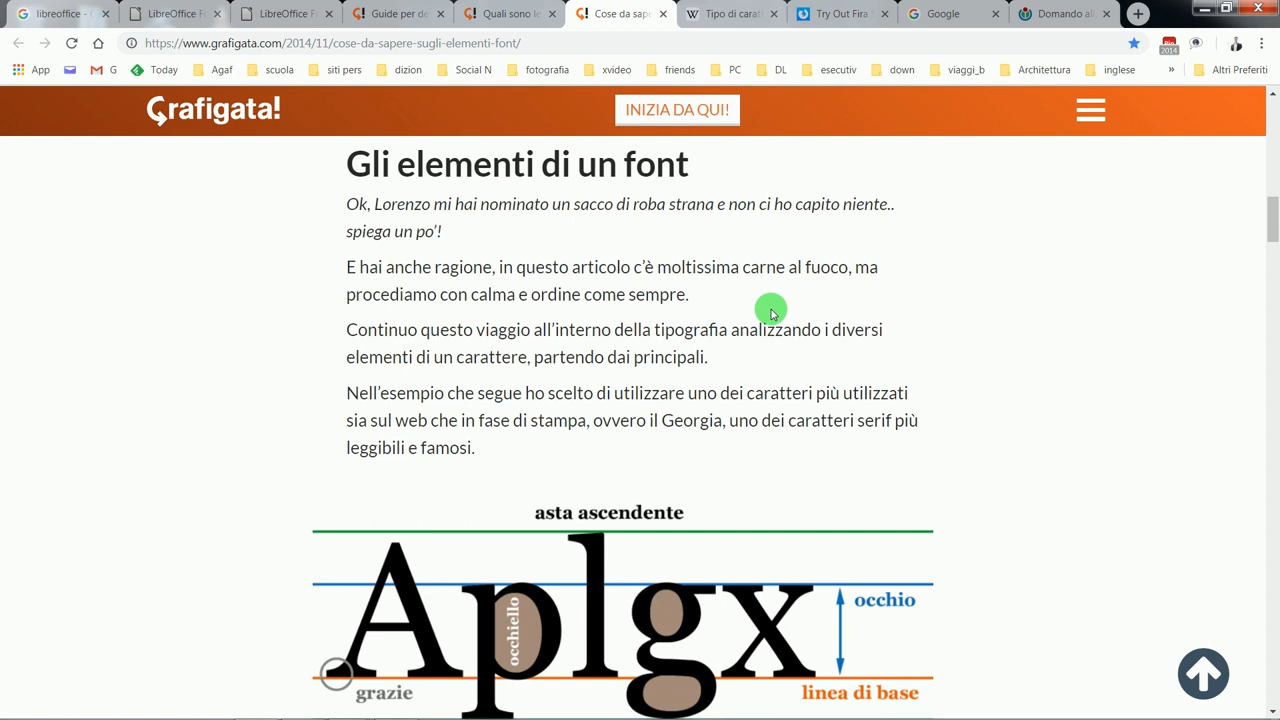 libreoffice - C
LibreOffice F
LibreOffice F
Guide per de
Quali sono le
Cose da sape
Tipo di carat
Try Out Fira S
Google
Domando al
https://www.grafigata.com/2014/11/cose-da-sapere-sugli-elementi-font/
2014
App
G
Today
Agaf
scuola
siti pers
dizion
Social N
fotografia
xvideo
friends
PC
DL
esecutiv
down
viaggi_b
Architettura
inglese
»
Altri Preferiti
Grafigata!
INIZIA DA QUI!
Gli elementi di un font
Ok, Lorenzo mi hai nominato un sacco di roba strana e non ci ho capito niente..
spiega un po’!
E hai anche ragione, in questo articolo c’è moltissima carne al fuoco, ma
procediamo con calma e ordine come sempre.
Continuo questo viaggio all’interno della tipografia analizzando i diversi
elementi di un carattere, partendo dai principali.
Nell’esempio che segue ho scelto di utilizzare uno dei caratteri più utilizzati
sia sul web che in fase di stampa, ovvero il Georgia, uno dei caratteri serif più
leggibili e famosi.
asta ascendente
Aplgx
occhiello
occhio
grazie
linea di base